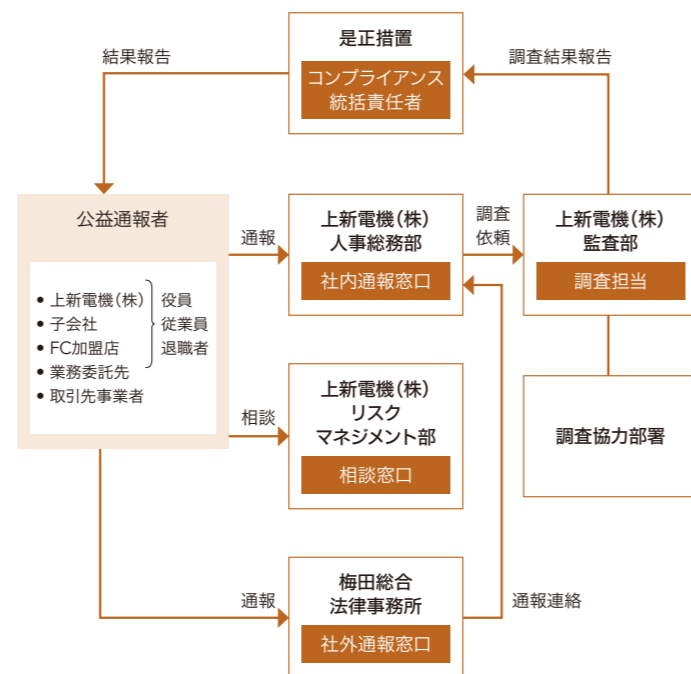 是正措置
コンプライアンス
統括責任者
結果報告
調査結果報告
公益通報者
• 上新電機(株)
• 子会社
• FC加盟店
• 業務委託先
• 取引先事業者
役員
従業員
退職者
通報
上新電機(株)
人事総務部
社内通報窓口
調査
依頼
上新電機(株)
監査部
調査担当
相談
上新電機(株)
リスク
マネジメント部
相談窓口
調査協力部署
通報
梅田総合
法律事務所
社外通報窓口
通報連絡